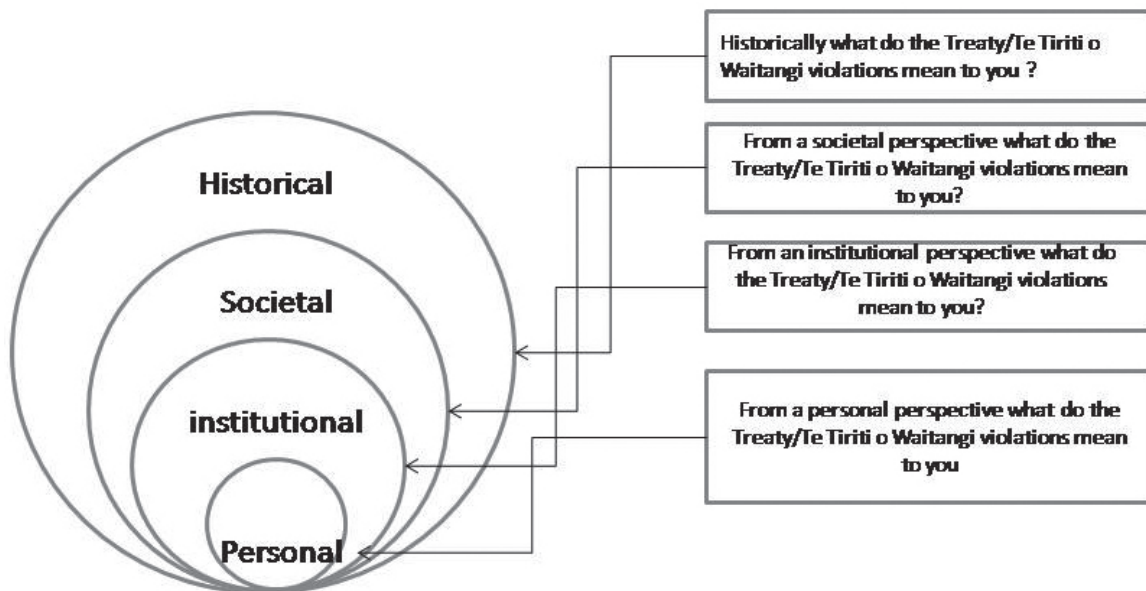 Historical
Societal
institutional
Personal
Historically what do the Treaty/Te Tiriti o
Waitangi violations mean to you ?
From a societal perspective what do the
Treaty/Te Tiriti o Waitangi violations mean
to you?
From an institutional perspective what do
the Treaty/Te Tiriti o Waitangi violations
mean to you?
From a personal perspective what do the
Treaty/Te Tiriti o Waitangi violations mean
to you